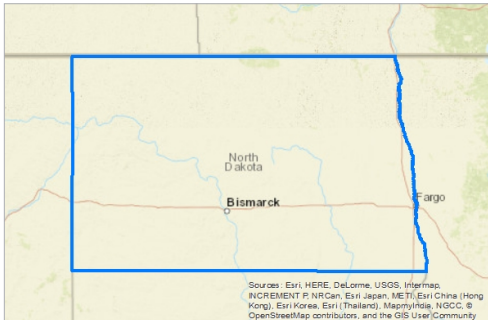 North
Dakota
Bismarck
Fargo
Sources: Esri, HERE, DeLorme, USGS, Intermap,
INCREMENT P, NRCan, Esri Japan, METI, Esri China (Hong
Kong), Esri Korea, Esri (Thailand), MapmyIndia, NGCC, ©
OpenStreetMap contributors, and the GIS User Community